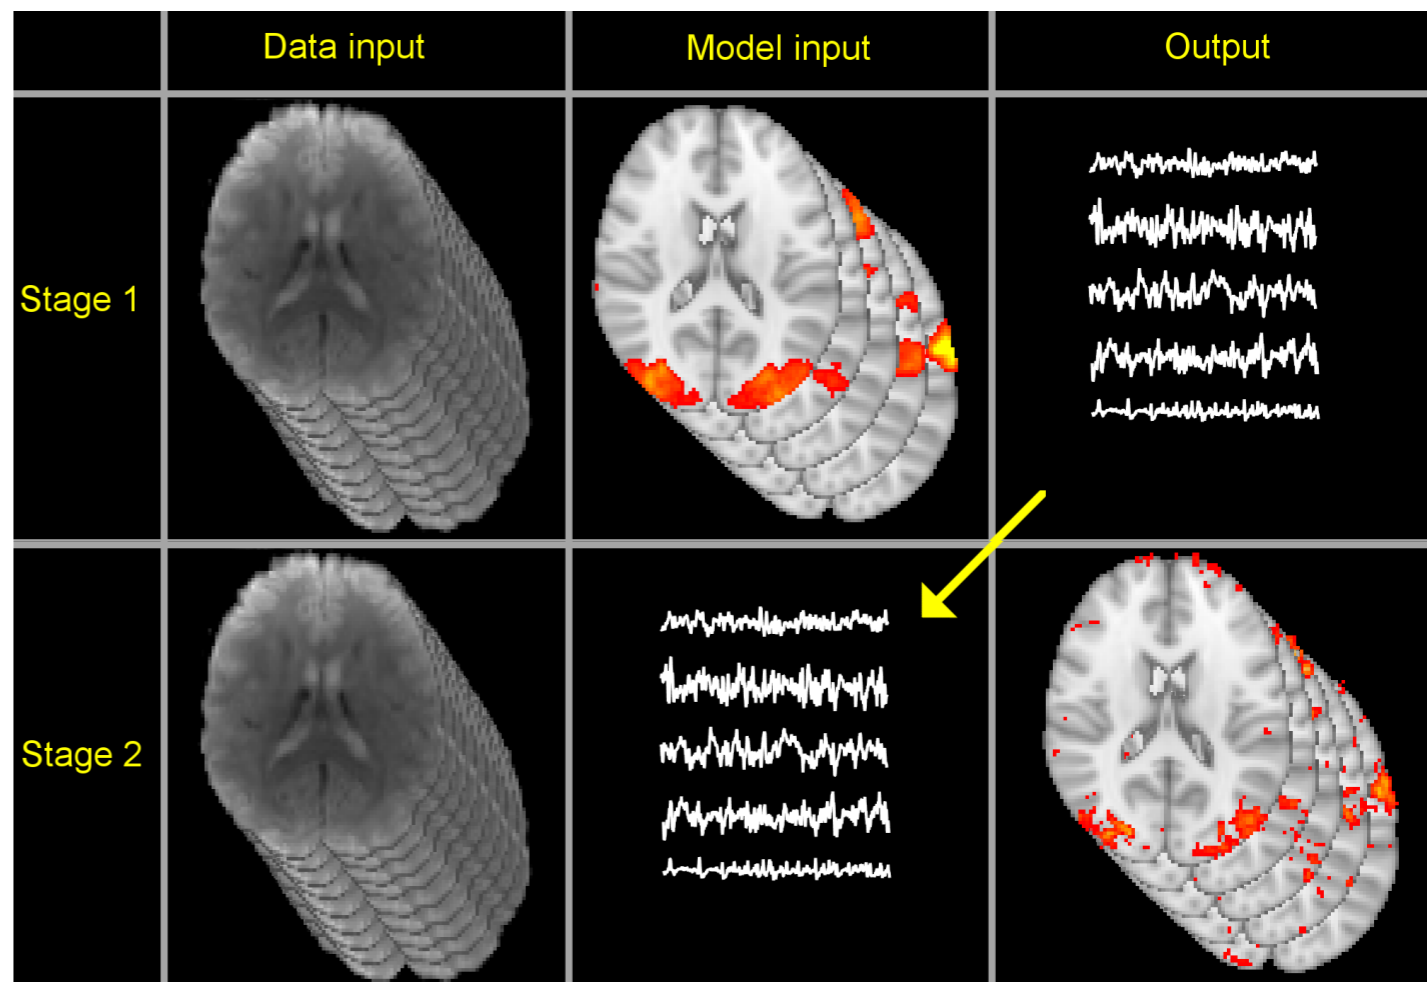 Data input
Model input
Output
Stage 1
Stage 2